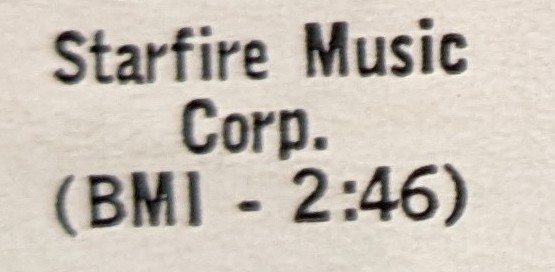 Starfire Music
Corp.
(BMI - 2:46)